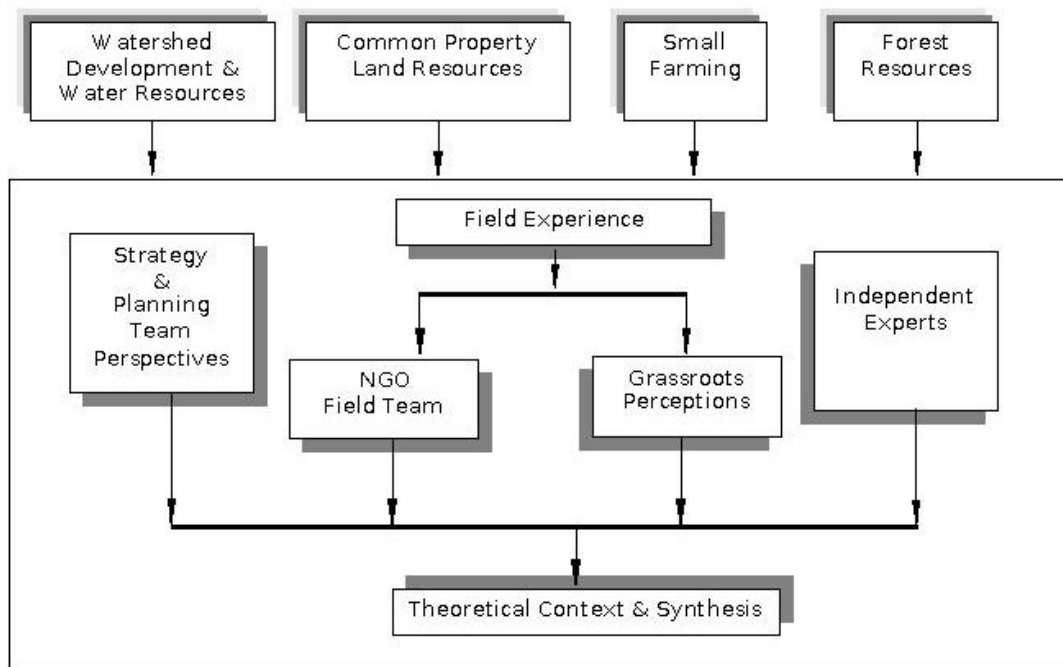 Watershed
Development &
Water Resources
Common Property
Land Resources
Small
Farming
Forest
Resources
Field Experience
Strategy
&
Planning
Team
Perspectives
Independent
Experts
NGO
Field Team
Grassroots
Perceptions
Theoretical Context & Synthesis